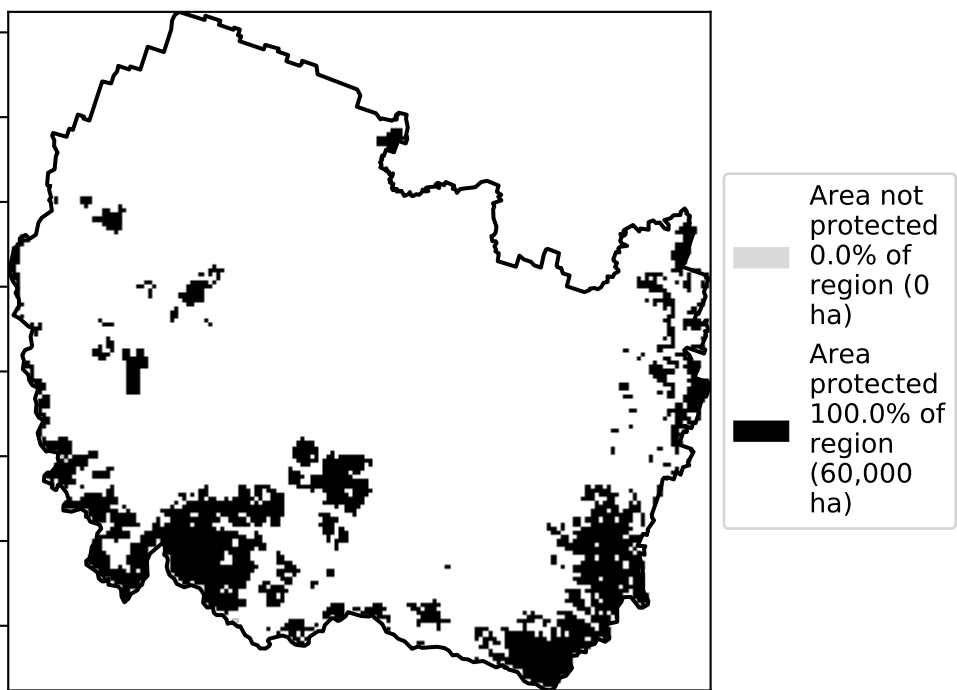 Area not
protected
0.0% of
region (0
ha)
Area
protected
100.0% of
region
(60,000
ha)